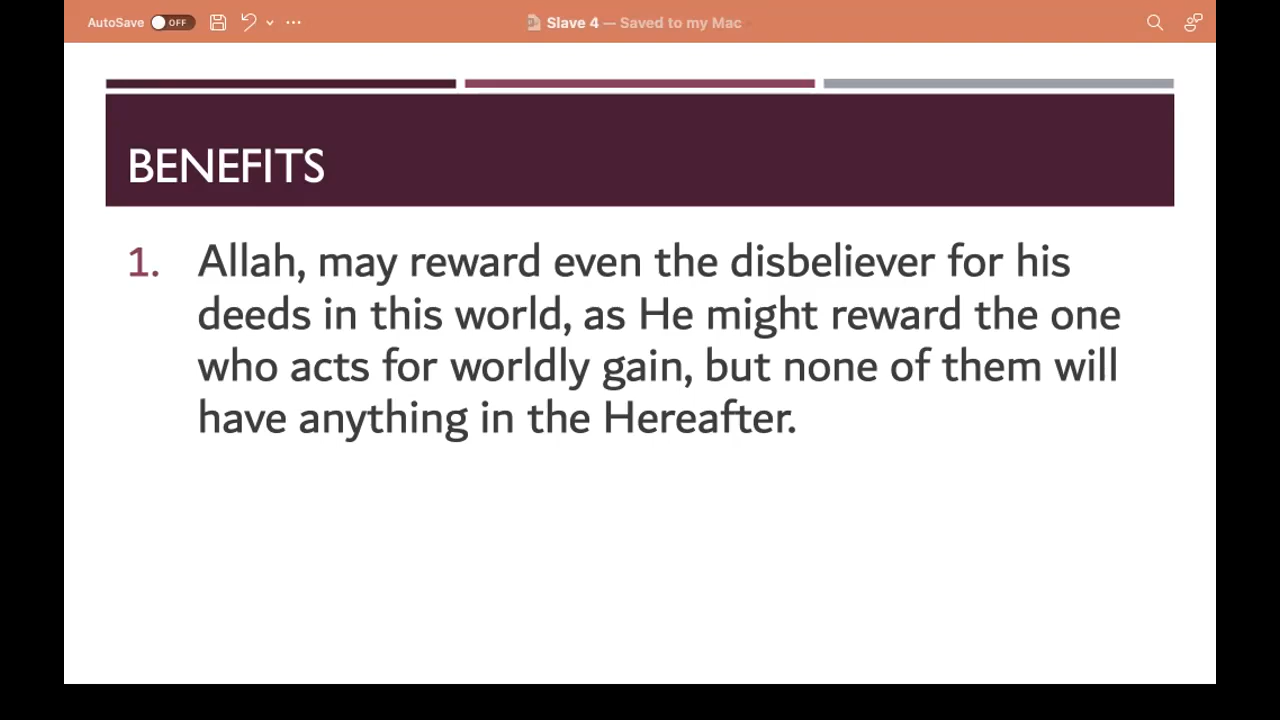 AutoSave OFF Slave 4 — Saved to my Mac
BENEFITS
1. Allah, may reward even the disbeliever for his
deeds in this world, as He might reward the one
who acts for worldly gain, but none of them will
have anything in the Hereafter.